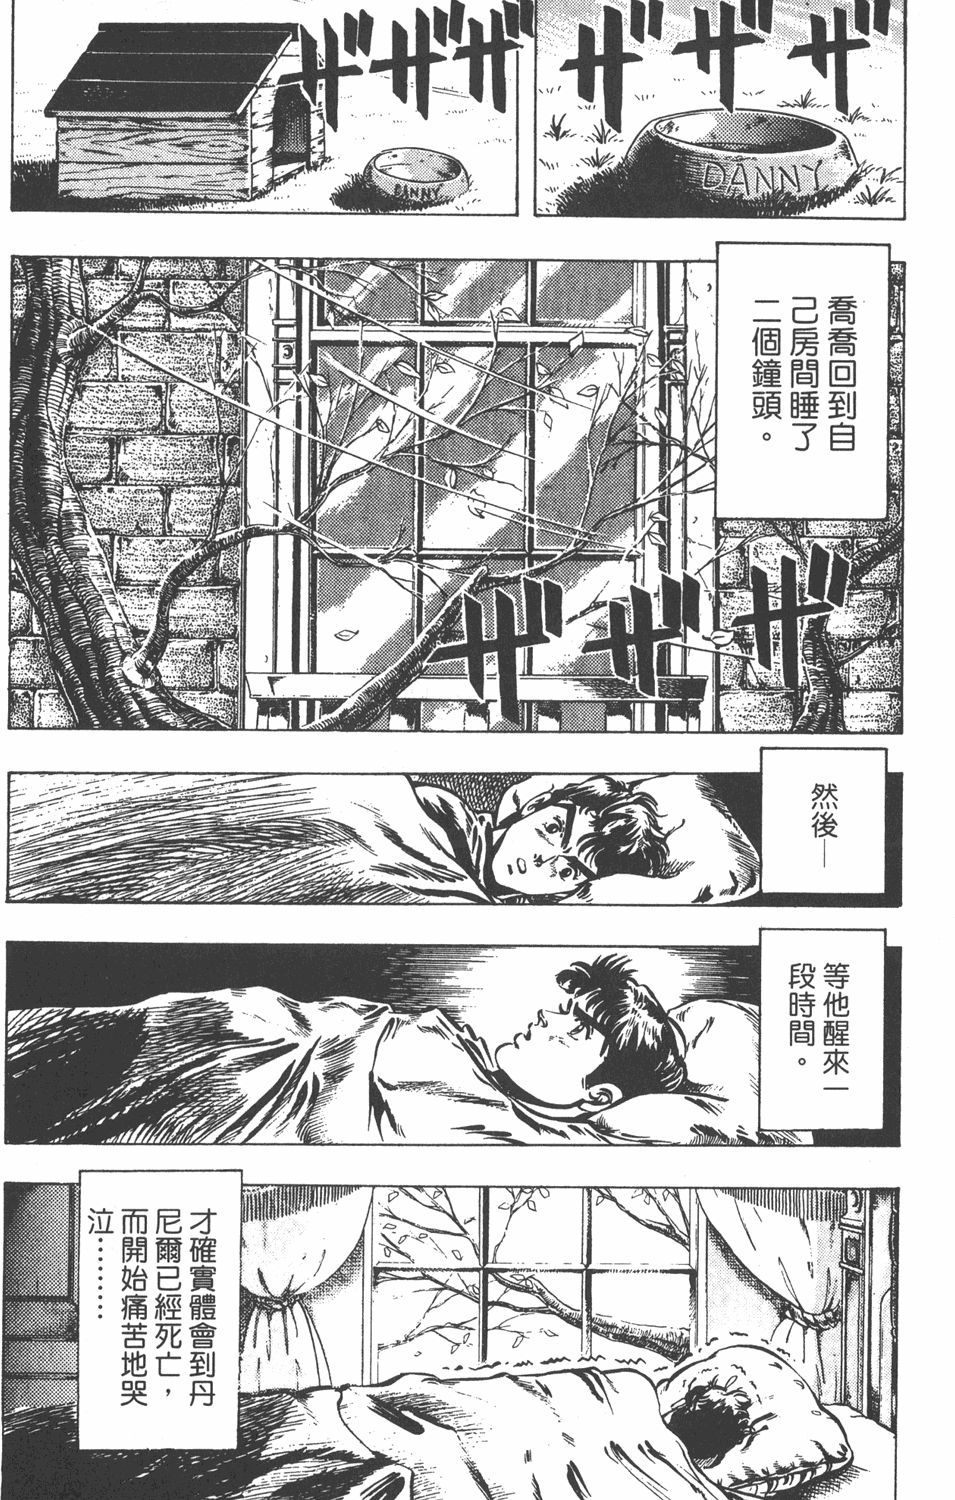 ザザザ
DANNY
ザザザ
DANNY
喬喬回到自
己房間睡了
二個鐘頭。
ザザザ
然後─
等他醒來一
段時間。
才確實體會到丹
尼爾已經死亡，
而開始痛苦地哭
泣………